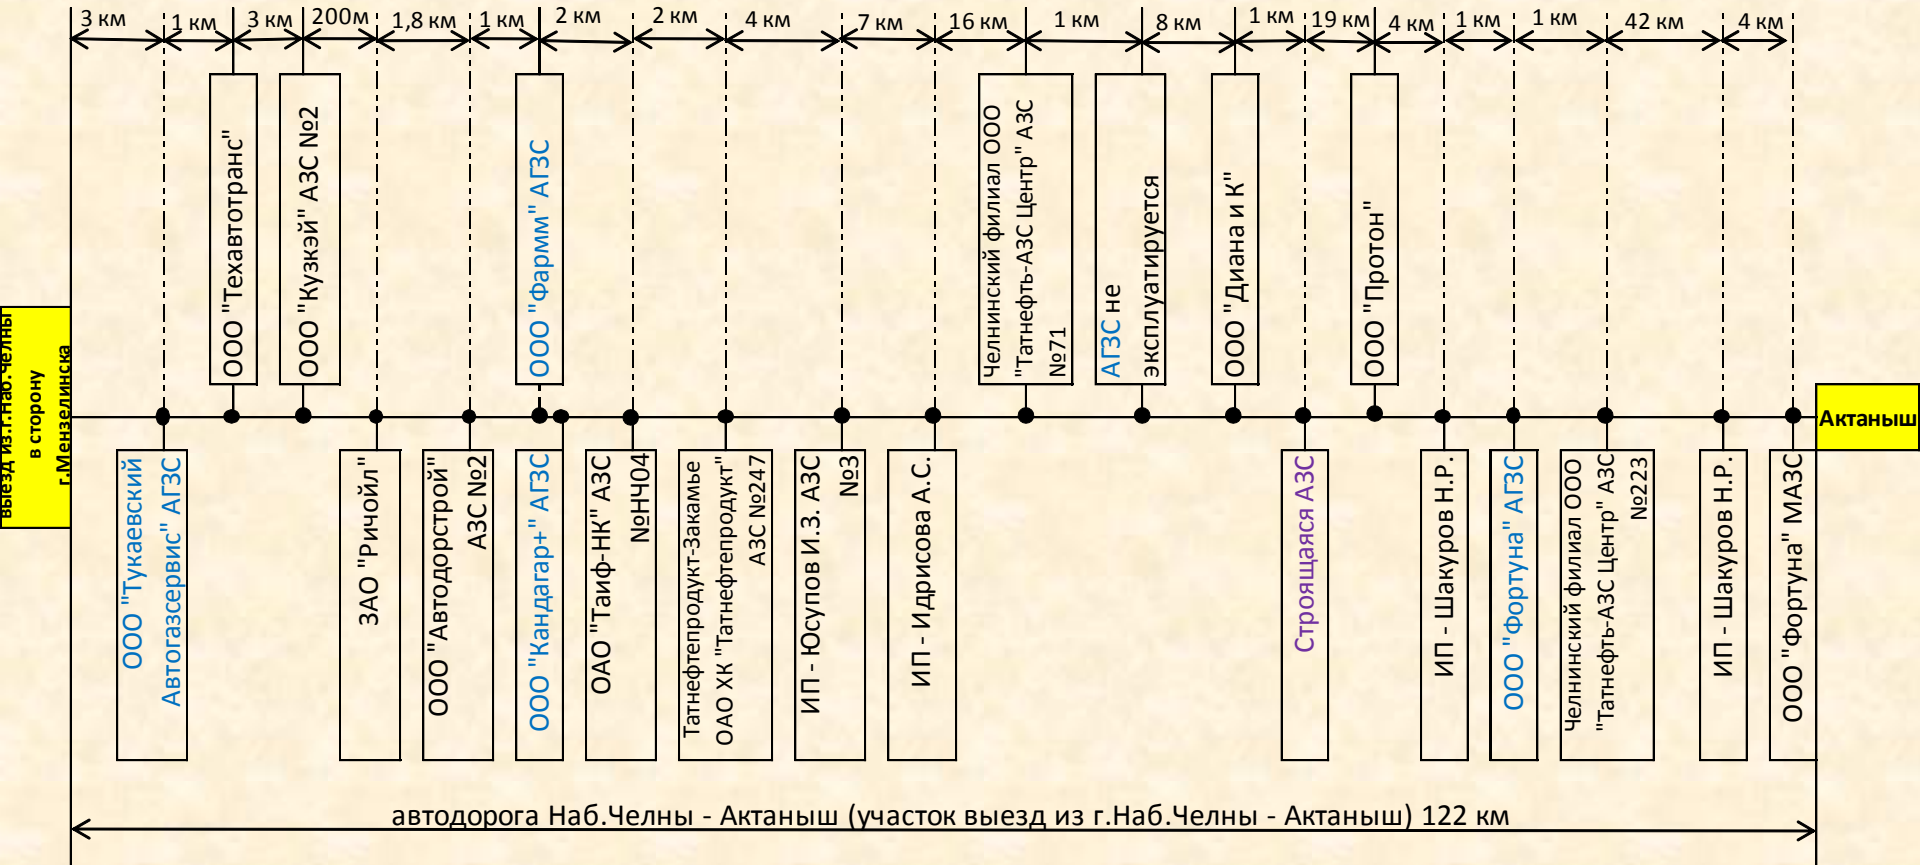 3 км
1 км
3 км
200м
1,8 км
1 км
2 км
2 км
4 км
7 км
16 км
1 км
8 км
1 км
19 км
4 км
1 км
1 км
42 км
4 км
ООО "Техавтотранс"
ООО "Кузкэй" АЗС №2
ООО "Фармм" АГЗС
Челнинский филиал ООО
"Татнефть-АЗС Центр" АЗС
№71
АГЗС не
эксплуатируется
ООО "Диана и К"
ООО "Протон"
выезд из.г.Наб.Челны
в сторону
г.Мензелинска
Актаныш
ООО "Тукаевский
Автогазсервис" АГЗС
ЗАО "Ричойл"
ООО "Автодорстрой"
АЗС №2
ООО "Кандагар+" АГЗС
ОАО "Таиф-НК" АЗС
№НЧ04
Татнефтепродукт-Закамье
ОАО ХК "Татнефтепродукт"
АЗС №247
ИП - Юсупов И.З. АЗС
№3
ИП - Идрисова А.С.
Строящаяся АЗС
ИП - Шакуров Н.Р.
ООО "Фортуна" АГЗС
Челнинский филиал ООО
"Татнефть-АЗС Центр" АЗС
№223
ИП - Шакуров Н.Р.
ООО "Фортуна" МАЗС
автодорога Наб.Челны - Актаныш (участок выезд из г.Наб.Челны - Актаныш) 122 км